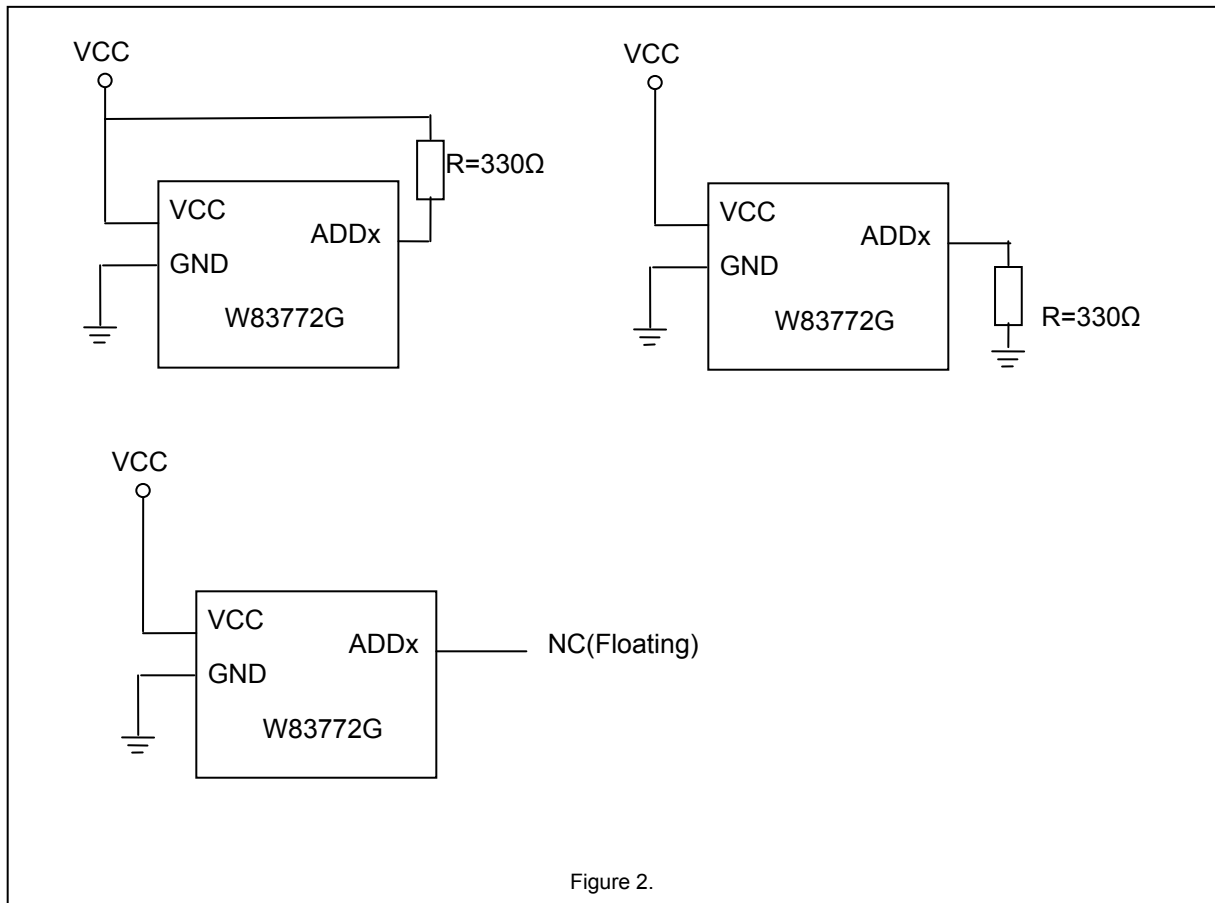 VCC
R=330Ω
VCC
ADDx
GND
W83772G
VCC
VCC
ADDx
GND
W83772G
R=330Ω
VCC
VCC
ADDx
NC(Floating)
GND
W83772G
Figure 2.